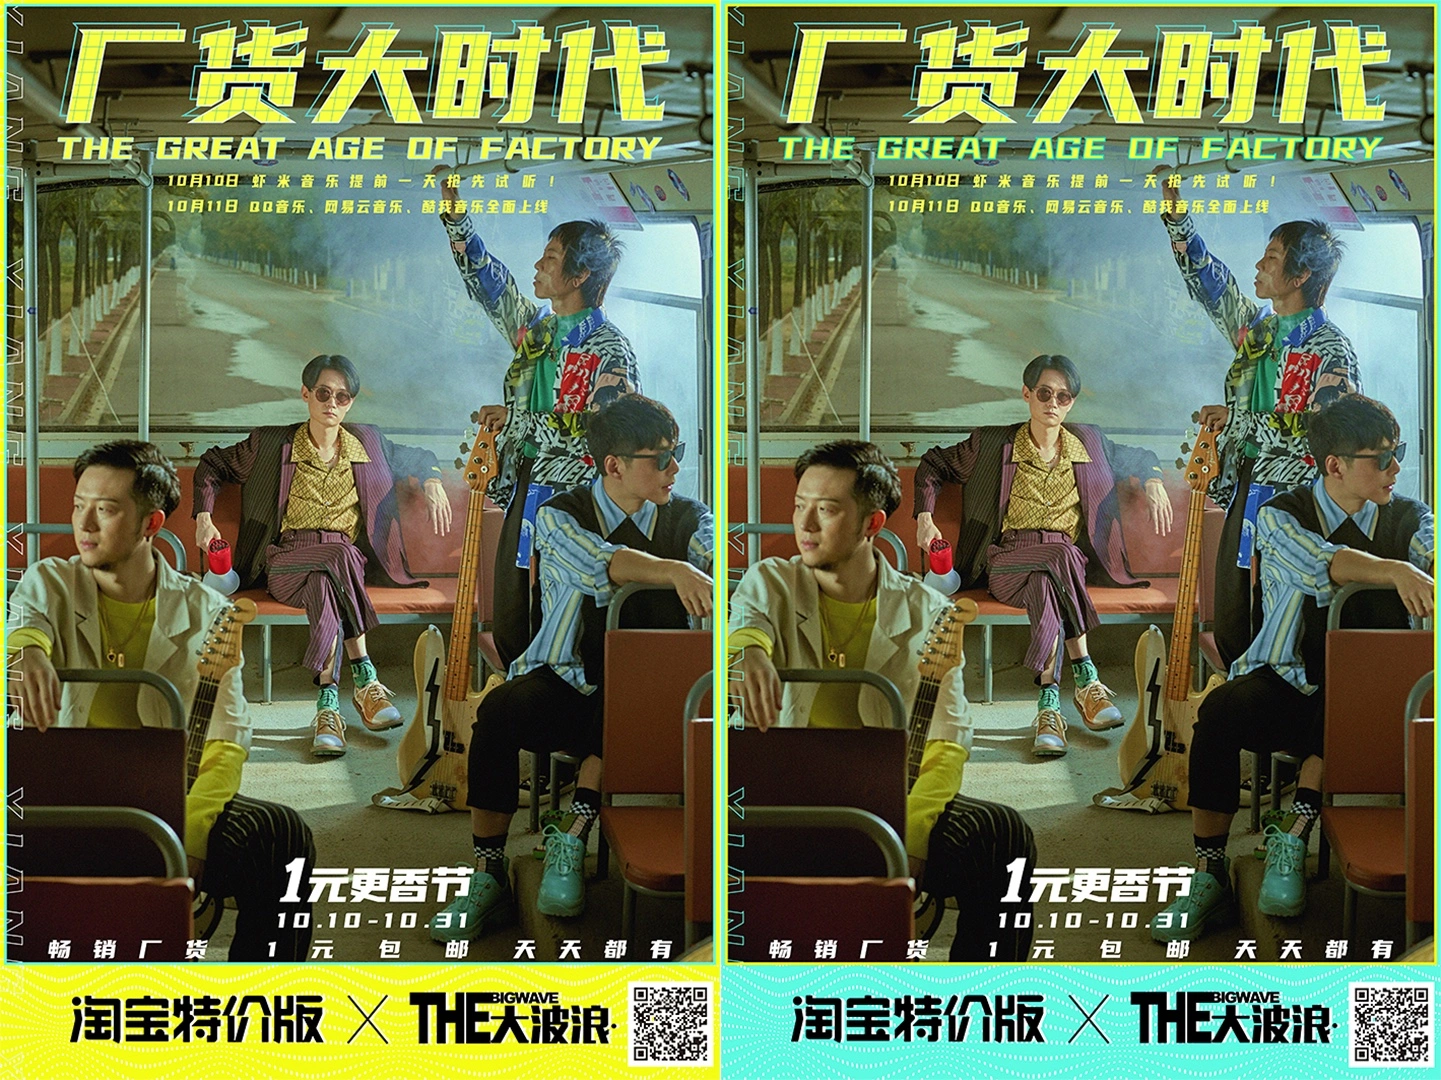 厂货大时代
THE GREAT AGE OF FACTORY
10月10日 虾米音乐提前一天抢先试听！
10月11日 QQ音乐、网易云音乐、酷我音乐全面上线
YIANE YIANE YIANE YIAN
1元更香节
10.10-10.31
畅销厂货 1元包邮 天天都有
淘宝特价版 × THE BIGWAVE 大波浪
厂货大时代
THE GREAT AGE OF FACTORY
10月10日 虾米音乐提前一天抢先试听！
10月11日 QQ音乐、网易云音乐、酷我音乐全面上线
1元更香节
10.10-10.31
畅销厂货 1元包邮 天天都有
淘宝特价版 × THE BIGWAVE 大波浪